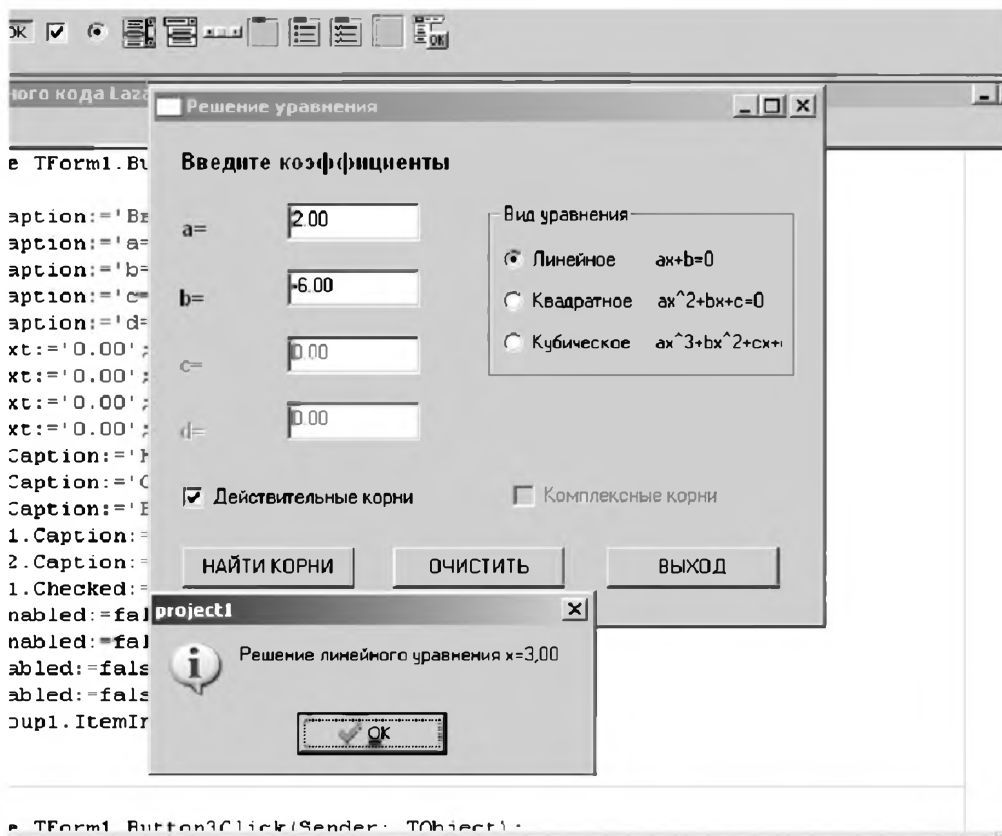 OK
OK
ного кода Laza
Решение уравнения
e TForm1.Bu
Введите коэффициенты
aption:='Вв
aption:='a=
aption:='b=
aption:='c=
aption:='d=
xt:='0.00';
xt:='0.00';
xt:='0.00';
xt:='0.00';
Caption:='Н
Caption:='О
Caption:='В
1.Caption:=
2.Caption:=
1.Checked:=
nabled:=fal
nabled:=fal
abled:=fals
abled:=fals
oup1.ItemIn
a=
2.00
b=
-6.00
c=
0.00
d=
0.00
Вид уравнения
Линейное ax+b=0
Квадратное ax^2+bx+c=0
Кубическое ax^3+bx^2+cx+
Действительные корни
Комплексные корни
НАЙТИ КОРНИ
ОЧИСТИТЬ
ВЫХОД
project1
Решение линейного уравнения x=3,00
OK
e TForm1.Button3Click(Sender: TObject);